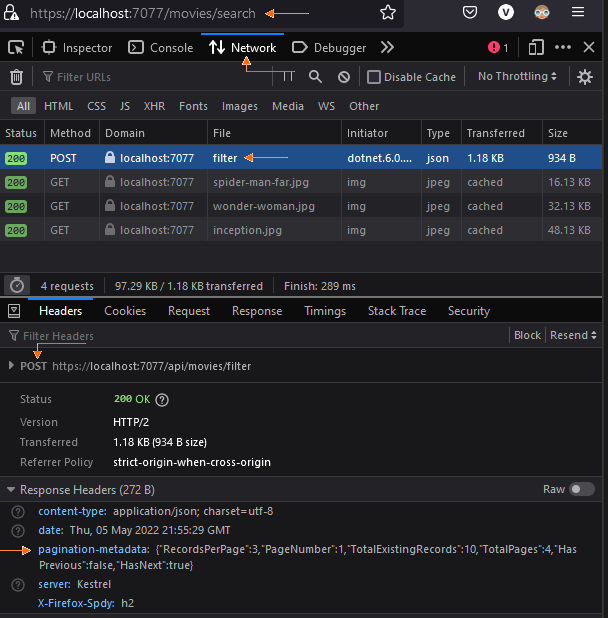 https://localhost:7077/movies/search V
Inspector Console Network Debugger 1
Filter URLs Disable Cache No Throttling
All HTML CSS JS XHR Fonts Images Media WS Other
Status Method Domain File Initiator Type Transferred Size
200 POST localhost:7077 filter dotnet.6.0.... json 1.18 KB 934 B
200 GET localhost:7077 spider-man-far.jpg img jpeg cached 16.13 KB
200 GET localhost:7077 wonder-woman.jpg img jpeg cached 32.13 KB
200 GET localhost:7077 inception.jpg img jpeg cached 48.13 KB
4 requests 97.29 KB / 1.18 KB transferred Finish: 289 ms
Headers Cookies Request Response Timings Stack Trace Security
Filter Headers Block Resend
POST https://localhost:7077/api/movies/filter
Status 200 OK ?
Version HTTP/2
Transferred 1.18 KB (934 B size)
Referrer Policy strict-origin-when-cross-origin
Response Headers (272 B) Raw
? content-type: application/json; charset=utf-8
? date: Thu, 05 May 2022 21:55:29 GMT
pagination-metadata: {"RecordsPerPage":3,"PageNumber":1,"TotalExistingRecords":10,"TotalPages":4,"Has
Previous":false,"HasNext":true}
? server: Kestrel
X-Firefox-Spdy: h2